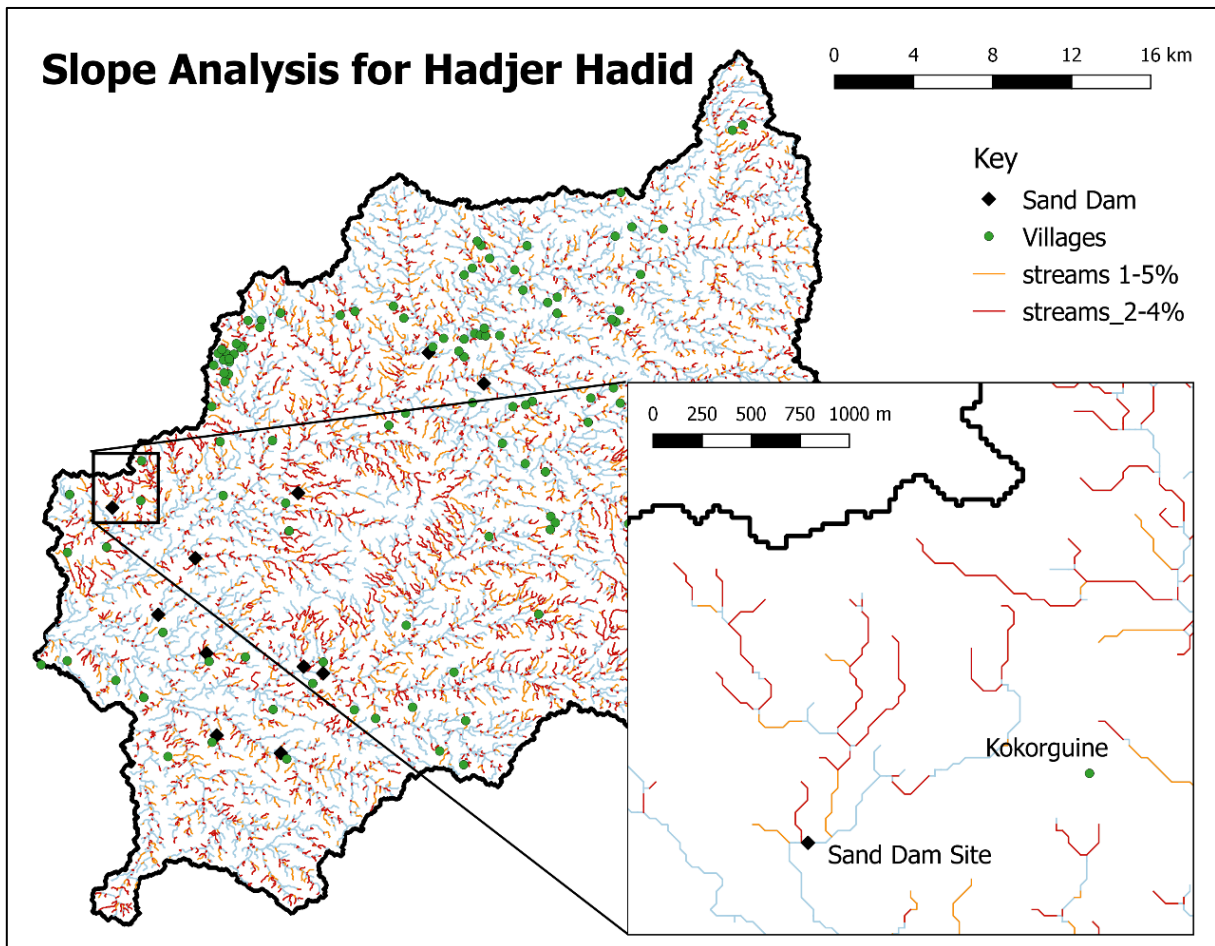 Slope Analysis for Hadjer Hadid
0 4 8 12 16 km
Key
Sand Dam
Villages
streams 1-5%
streams_2-4%
0 250 500 750 1000 m
Kokorguine
Sand Dam Site